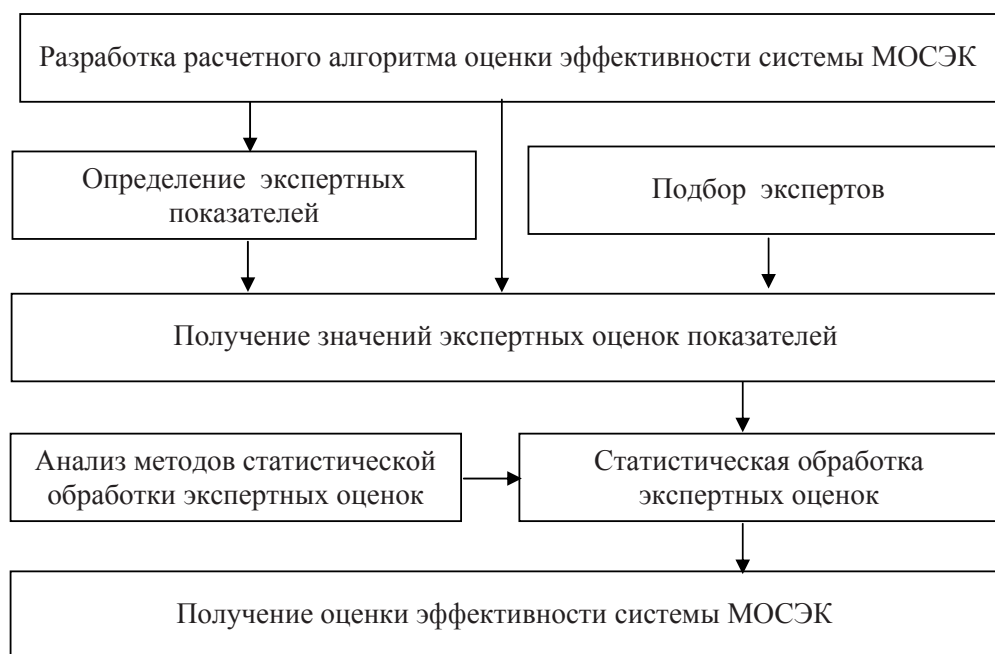 Разработка расчетного алгоритма оценки эффективности системы МОСЭК
Определение экспертных
показателей
Подбор экспертов
Получение значений экспертных оценок показателей
Анализ методов статистической
обработки экспертных оценок
Статистическая обработка
экспертных оценок
Получение оценки эффективности системы МОСЭК